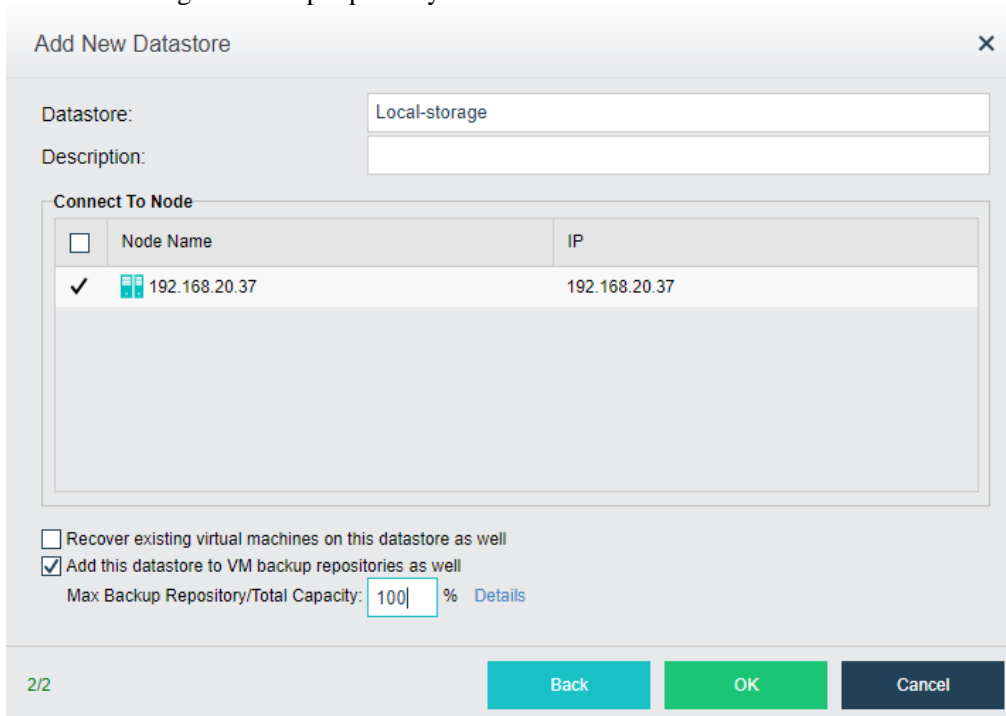 Add New Datastore
Datastore: Local-storage
Description:
Connect To Node
Node Name IP
192.168.20.37 192.168.20.37
Recover existing virtual machines on this datastore as well
Add this datastore to VM backup repositories as well
Max Backup Repository/Total Capacity: 100 % Details
2/2 Back OK Cancel